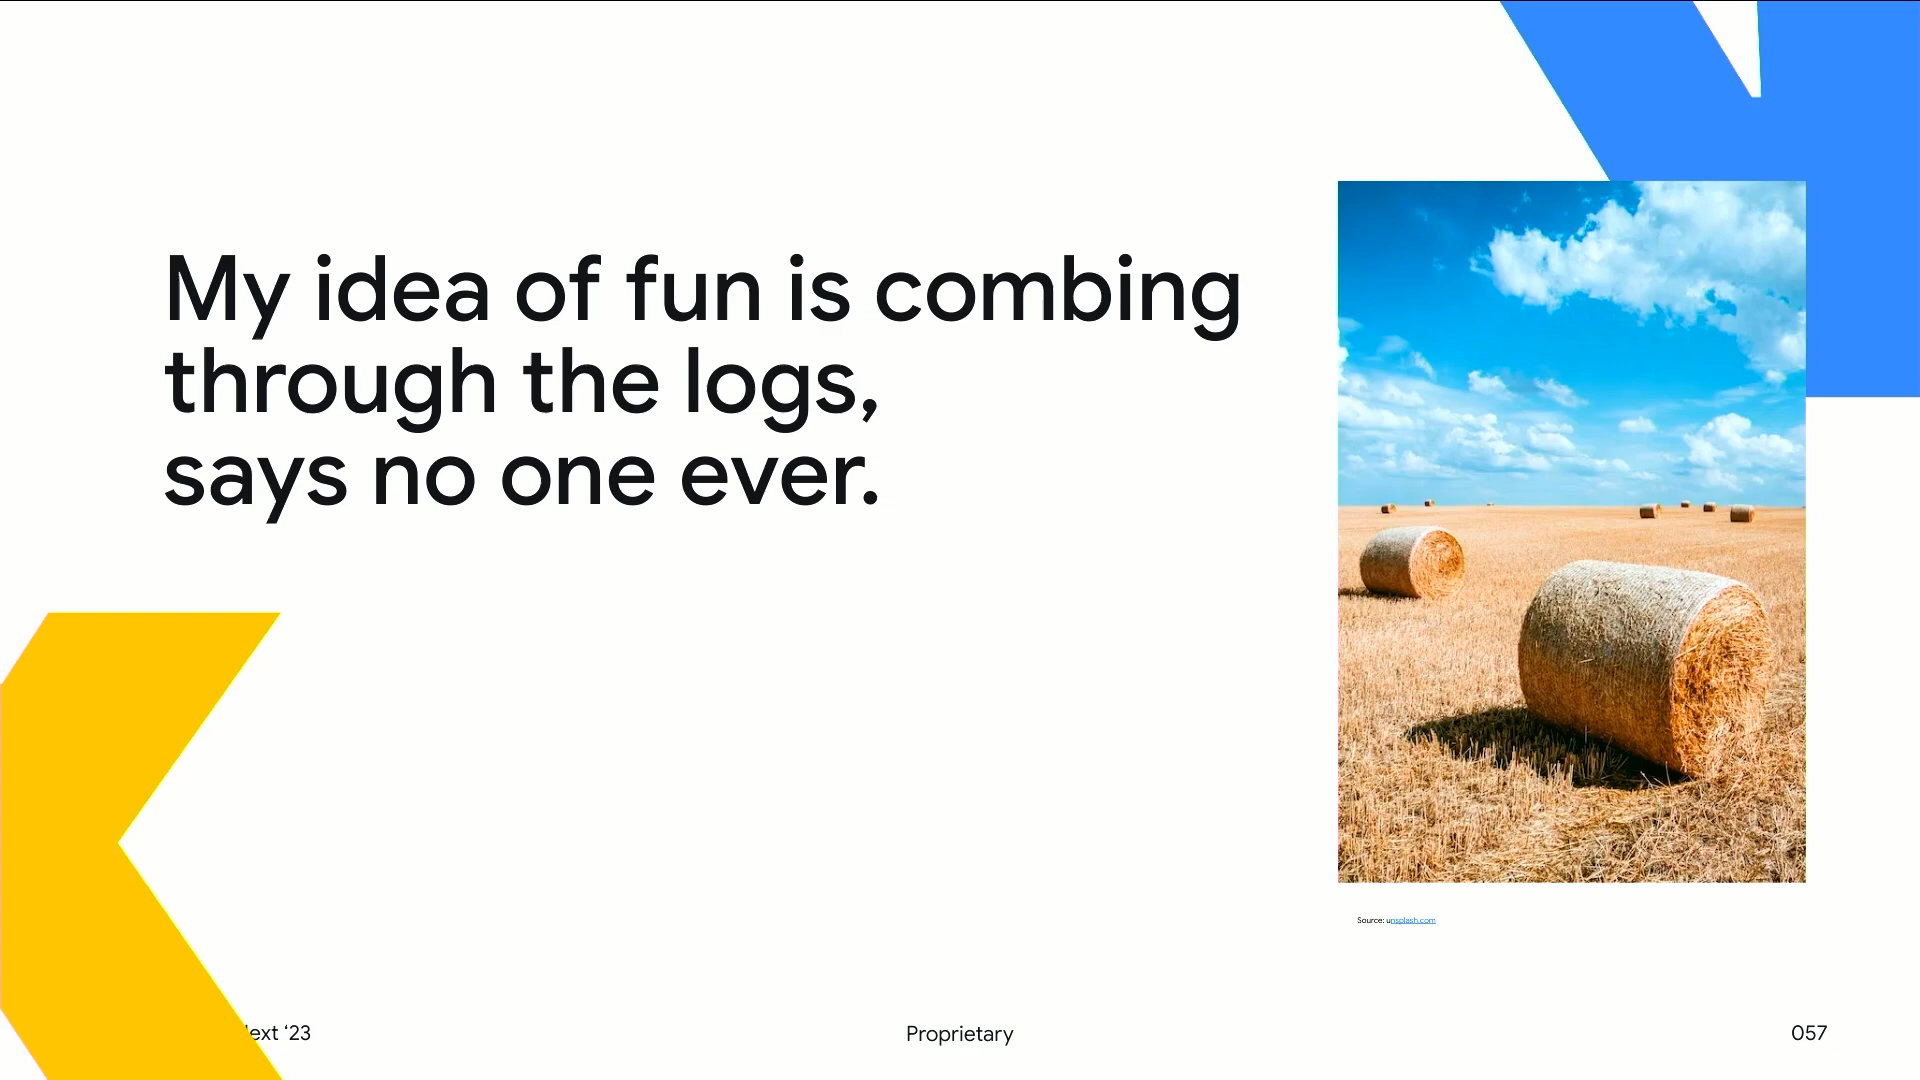 My idea of fun is combing
through the logs,
says no one ever.
Source: unsplash.com
ext ‘23
Proprietary
057